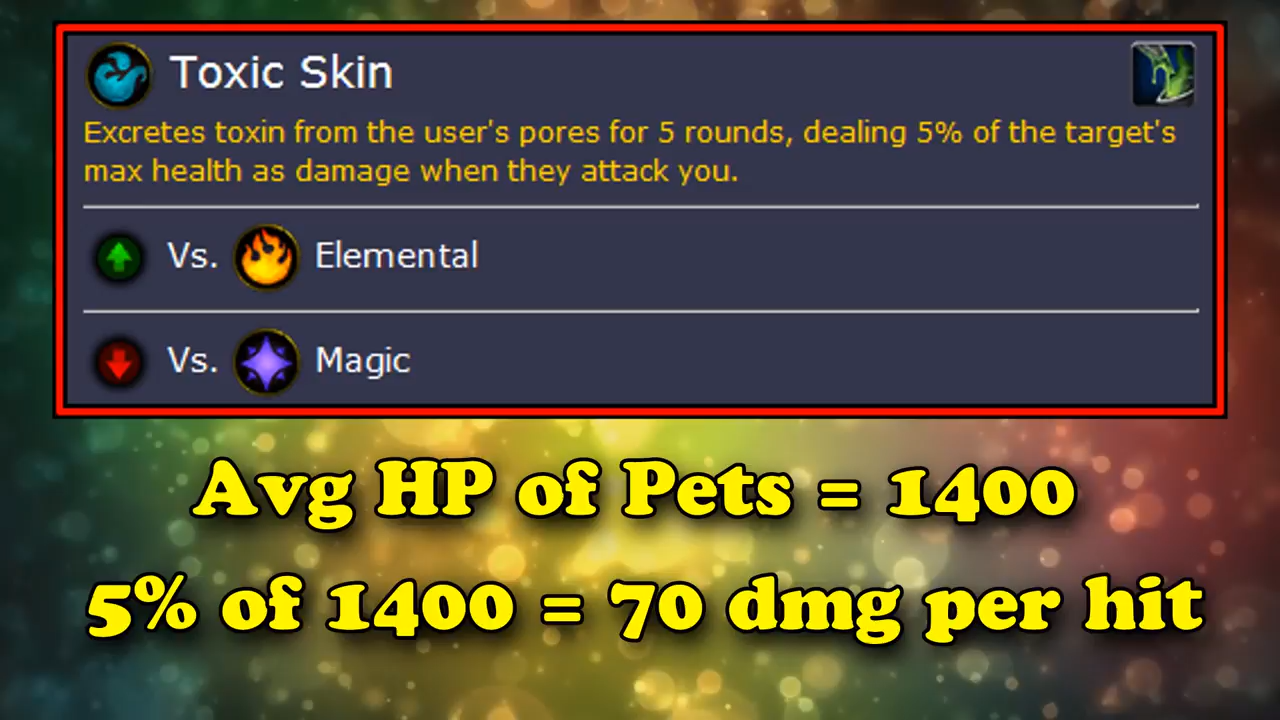 Toxic Skin
Excretes toxin from the user's pores for 5 rounds, dealing 5% of the target's
max health as damage when they attack you.
Vs. Elemental
Vs. Magic
Avg HP of Pets = 1400
5% of 1400 = 70 dmg per hit